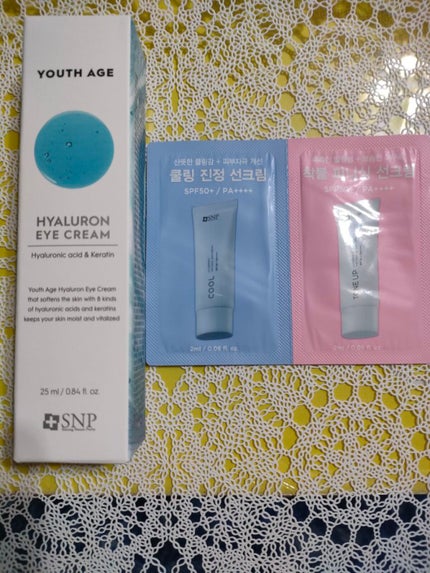 YOUTH AGE
HYALURON
EYE CREAM
Hyaluronic acid & Keratin
Youth Age Hyaluron Eye Cream
that softens the skin with 8 kinds
of hyaluronic acids and keratins
keeps your skin moist and vitalized
25 ml / 0.84 fl. oz.
SNP
산뜻한 쿨링감 + 피부자극 개선
쿨링 진정 선크림
SPF50+ / PA++++
SNP
COOL
2ml / 0.06 fl. oz.
선크림
SPF50+ / PA++++
SNP
TONE UP
2ml / 0.06 fl. oz.